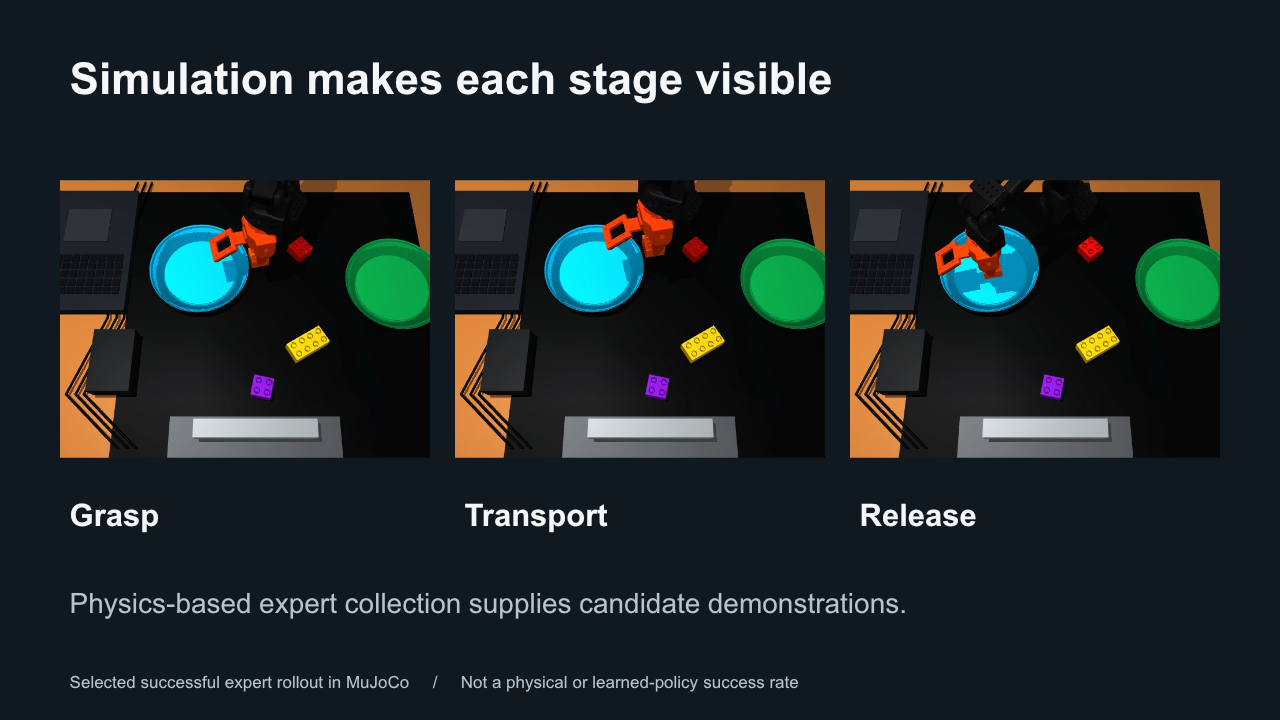 Simulation makes each stage visible
Grasp
Transport
Release
Physics-based expert collection supplies candidate demonstrations.
Selected successful expert rollout in MuJoCo / Not a physical or learned-policy success rate